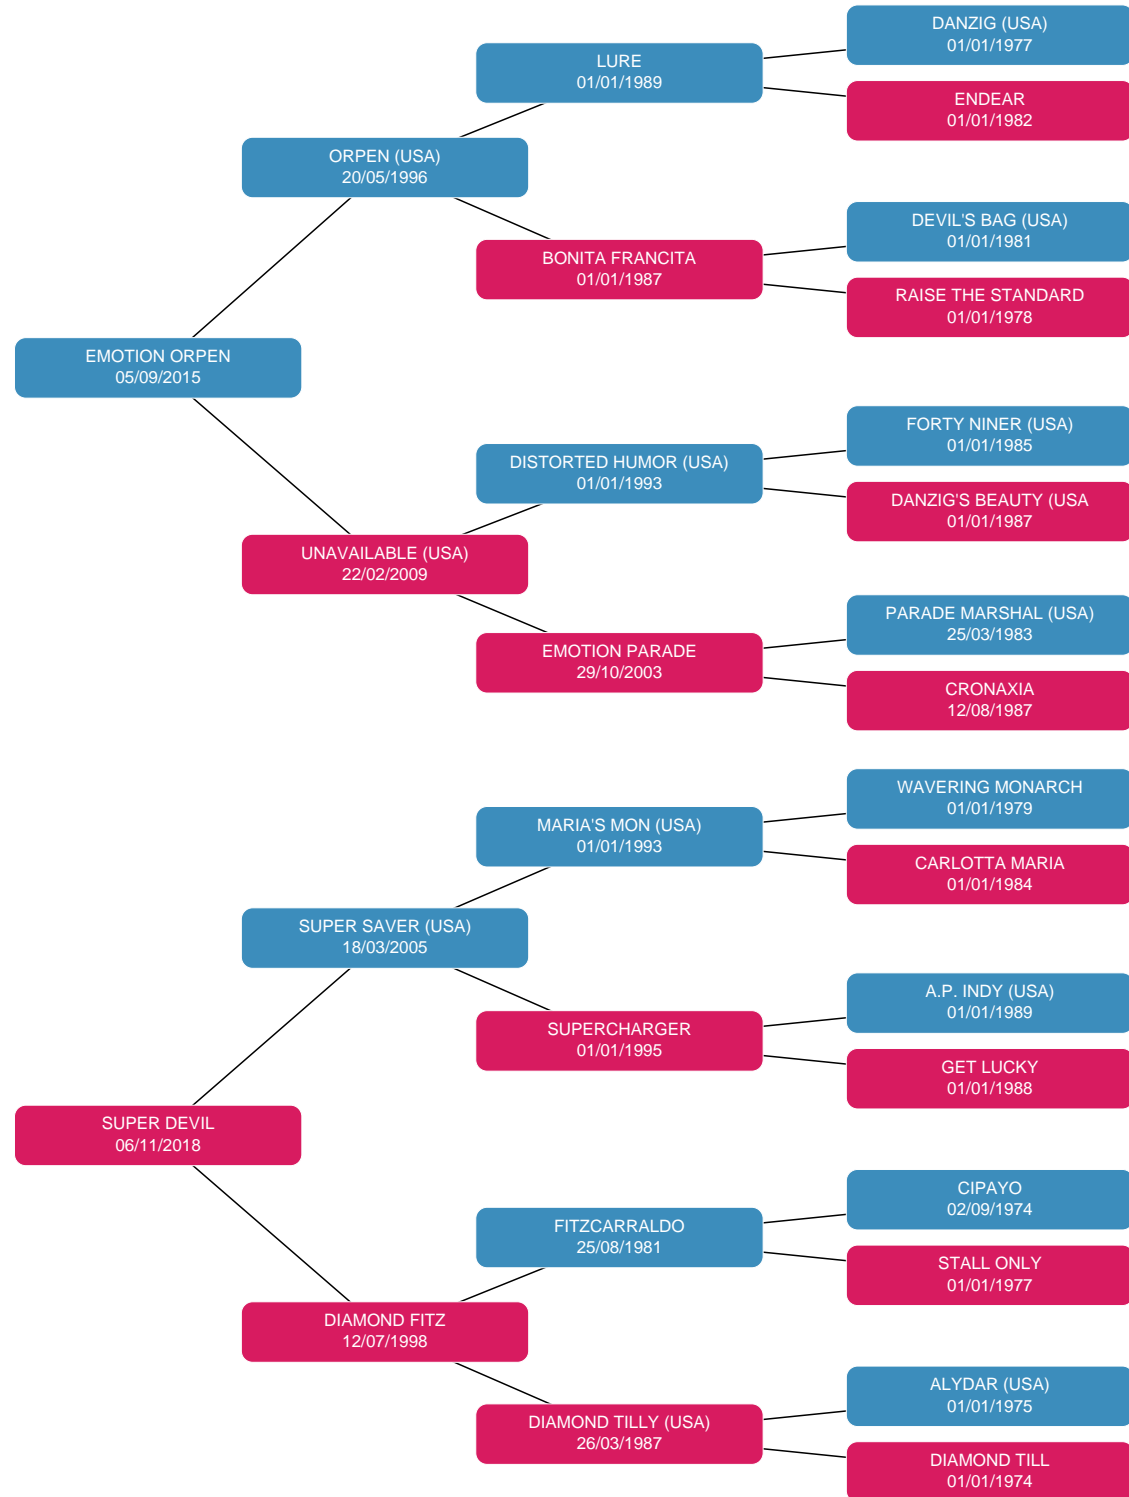 DANZIG (USA)
01/01/1977
LURE
01/01/1989
ENDEAR
01/01/1982
ORPEN (USA)
20/05/1996
DEVIL'S BAG (USA)
01/01/1981
BONITA FRANCITA
01/01/1987
RAISE THE STANDARD
01/01/1978
EMOTION ORPEN
05/09/2015
FORTY NINER (USA)
01/01/1985
DISTORTED HUMOR (USA)
01/01/1993
DANZIG'S BEAUTY (USA
01/01/1987
UNAVAILABLE (USA)
22/02/2009
PARADE MARSHAL (USA)
25/03/1983
EMOTION PARADE
29/10/2003
CRONAXIA
12/08/1987
WAVERING MONARCH
01/01/1979
MARIA'S MON (USA)
01/01/1993
CARLOTTA MARIA
01/01/1984
SUPER SAVER (USA)
18/03/2005
A.P. INDY (USA)
01/01/1989
SUPERCHARGER
01/01/1995
GET LUCKY
01/01/1988
SUPER DEVIL
06/11/2018
CIPAYO
02/09/1974
FITZCARRALDO
25/08/1981
STALL ONLY
01/01/1977
DIAMOND FITZ
12/07/1998
ALYDAR (USA)
01/01/1975
DIAMOND TILLY (USA)
26/03/1987
DIAMOND TILL
01/01/1974